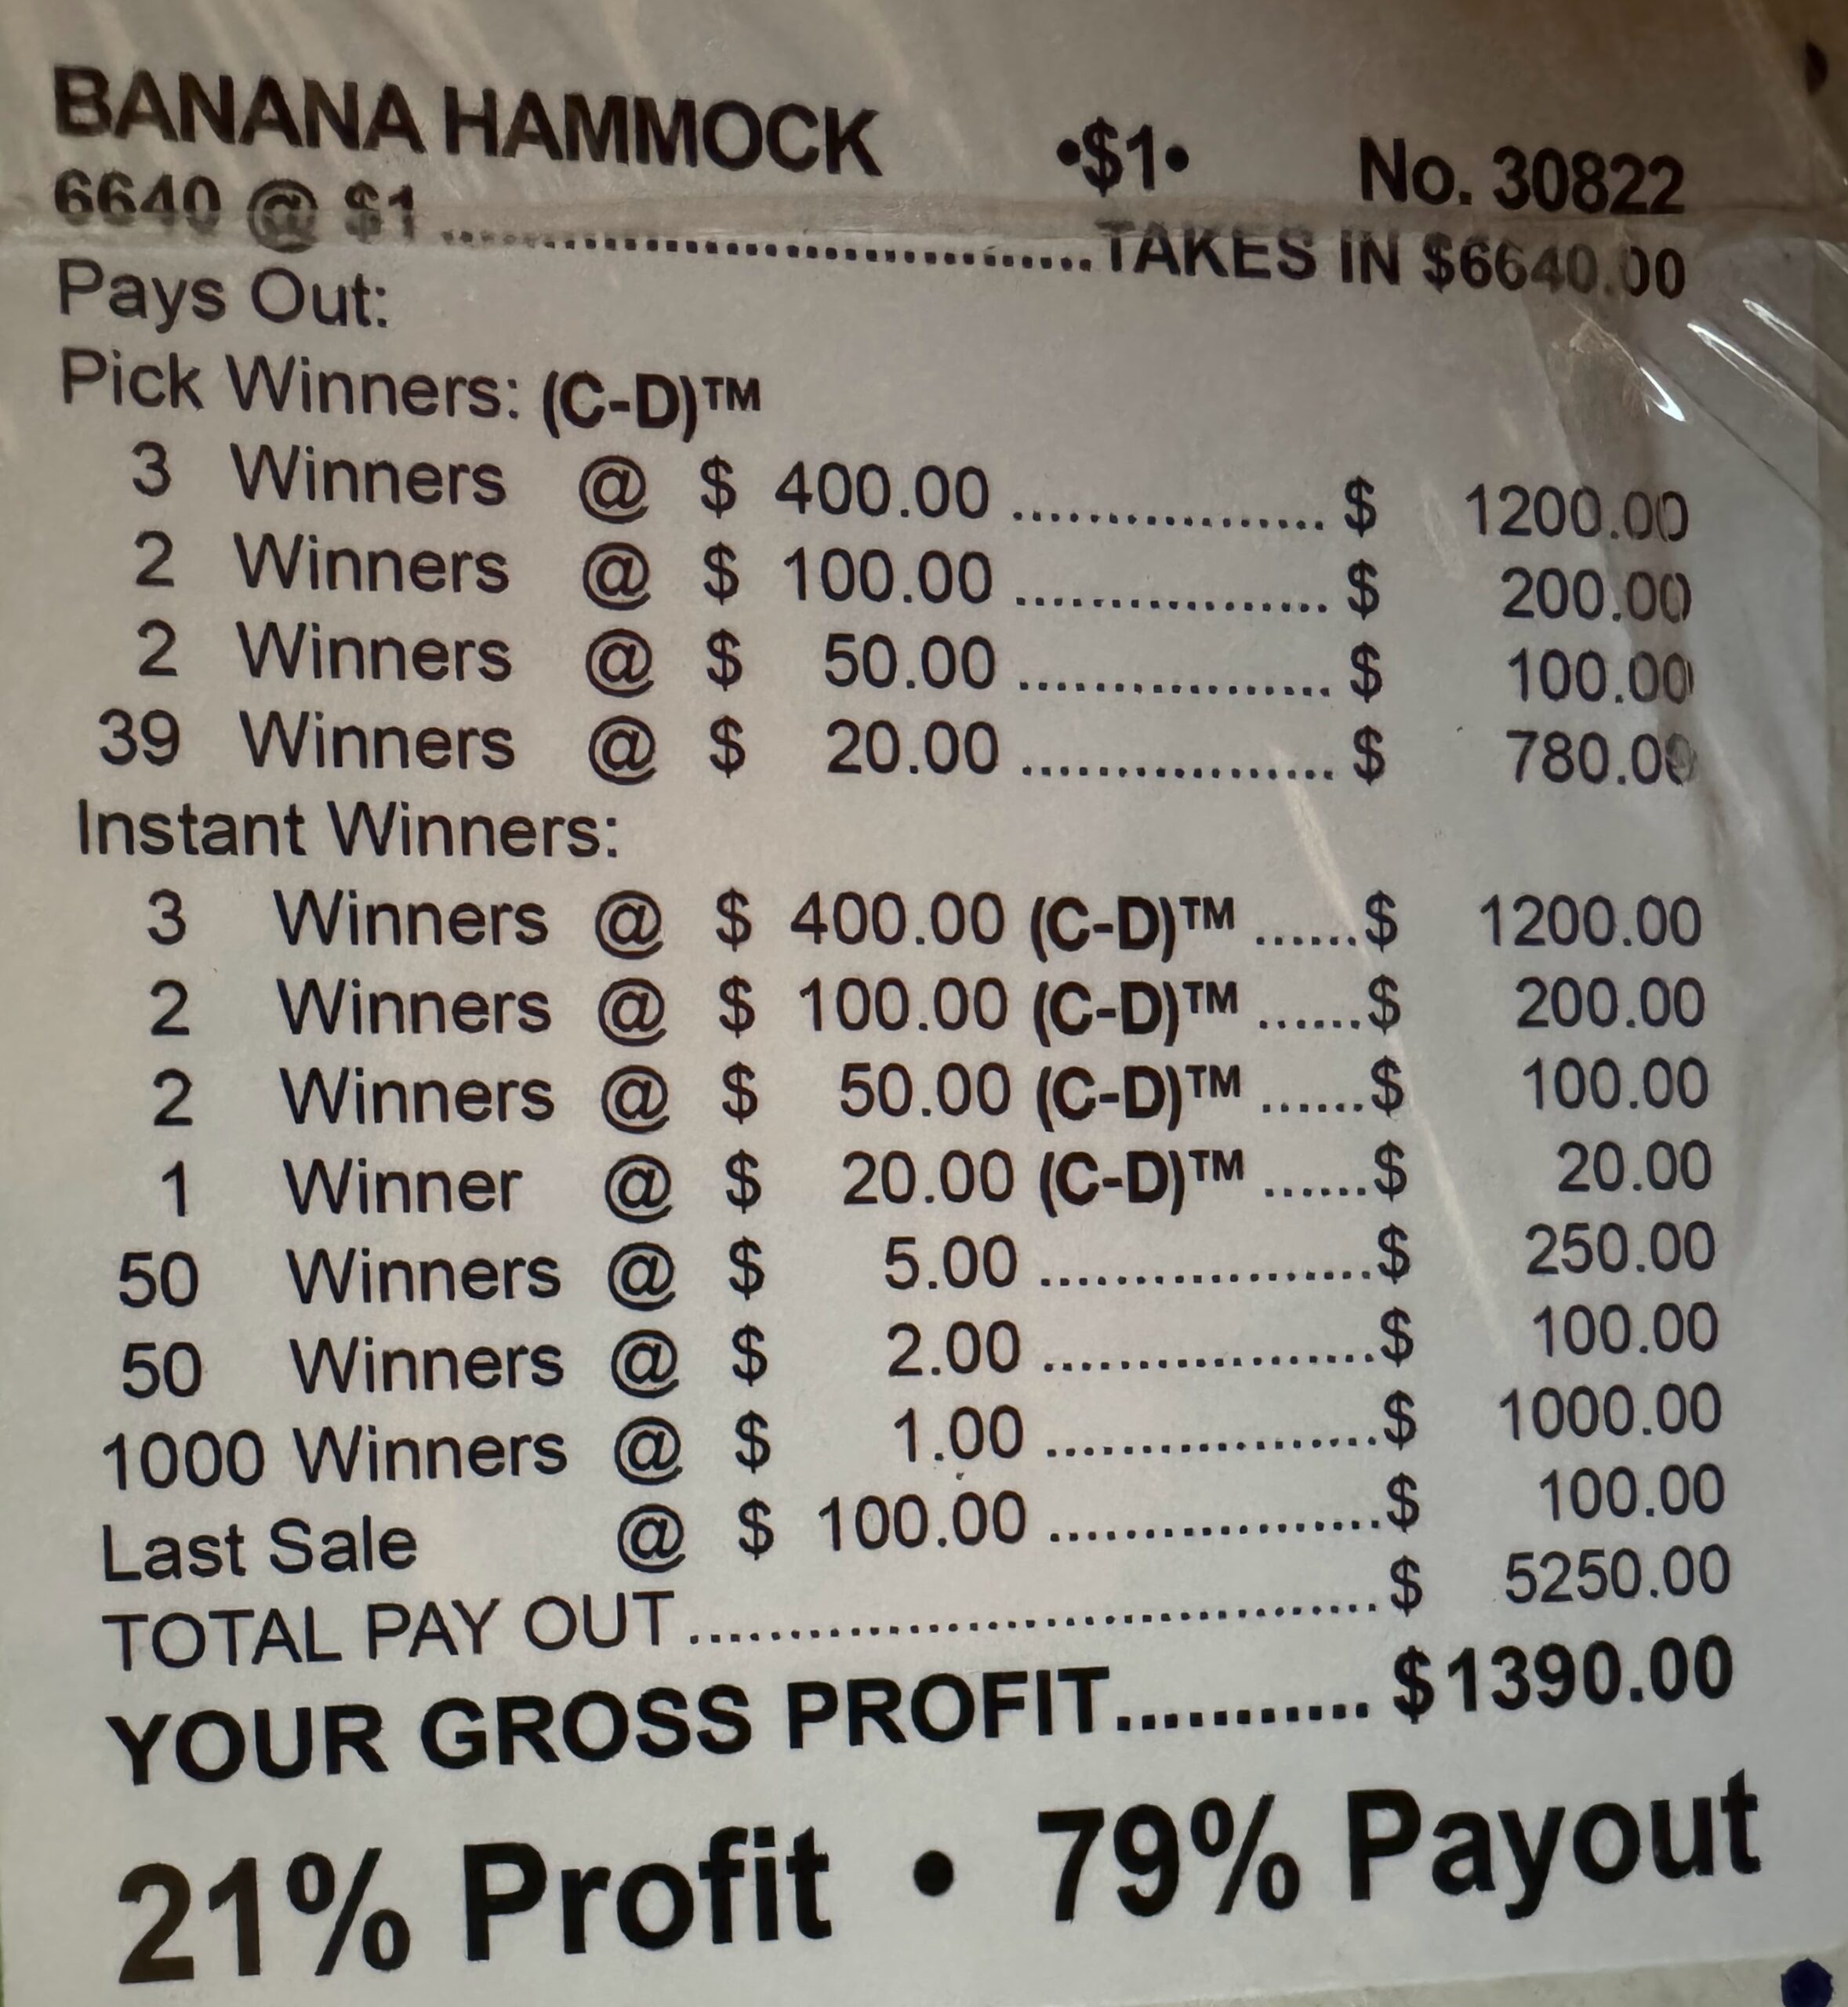 BANANA HAMMOCK •$1• No. 30822
6640 @ $1........................................TAKES IN $6640.00
Pays Out:
Pick Winners: (C-D)™
3 Winners @ $ 400.00 .................. $ 1200.00
2 Winners @ $ 100.00 .................. $ 200.00
2 Winners @ $ 50.00 .................. $ 100.00
39 Winners @ $ 20.00 .................. $ 780.00
Instant Winners:
3 Winners @ $ 400.00 (C-D)™ ......$ 1200.00
2 Winners @ $ 100.00 (C-D)™ ......$ 200.00
2 Winners @ $ 50.00 (C-D)™ ......$ 100.00
1 Winner @ $ 20.00 (C-D)™ ......$ 20.00
50 Winners @ $ 5.00 ...................$ 250.00
50 Winners @ $ 2.00 ...................$ 100.00
1000 Winners @ $ 1.00 ...................$ 1000.00
Last Sale @ $ 100.00 ...................$ 100.00
TOTAL PAY OUT ........................................ $ 5250.00
YOUR GROSS PROFIT........... $1390.00
21% Profit • 79% Payout